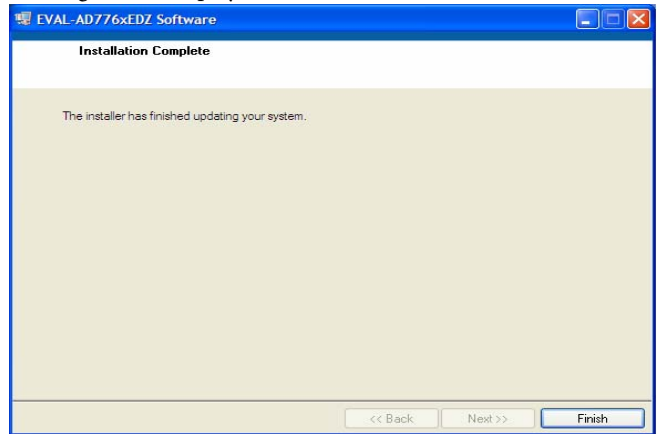 EVAL-AD776xEDZ Software
Installation Complete
The installer has finished updating your system.
<< Back
Next >>
Finish